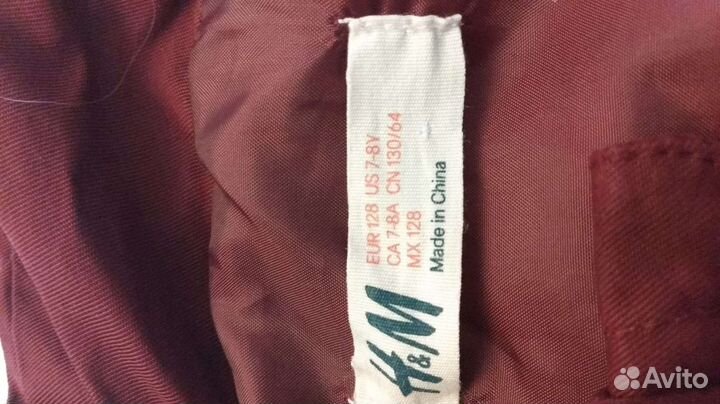 EUR 128 US 7-8Y
CA 7-8A CN 130/64
MX 128
Made in China
H&M
Avito